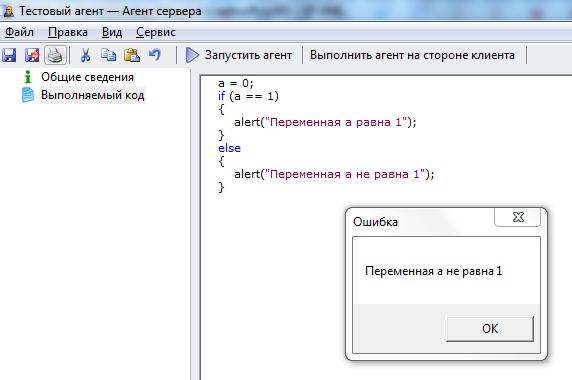 Тестовый агент — Агент сервера
Файл Правка Вид Сервис
Запустить агент Выполнить агент на стороне клиента
Общие сведения
Выполняемый код
a = 0;
if (a == 1)
{
alert("Переменная a равна 1");
}
else
{
alert("Переменная a не равна 1");
}
Ошибка
Переменная a не равна 1
OK